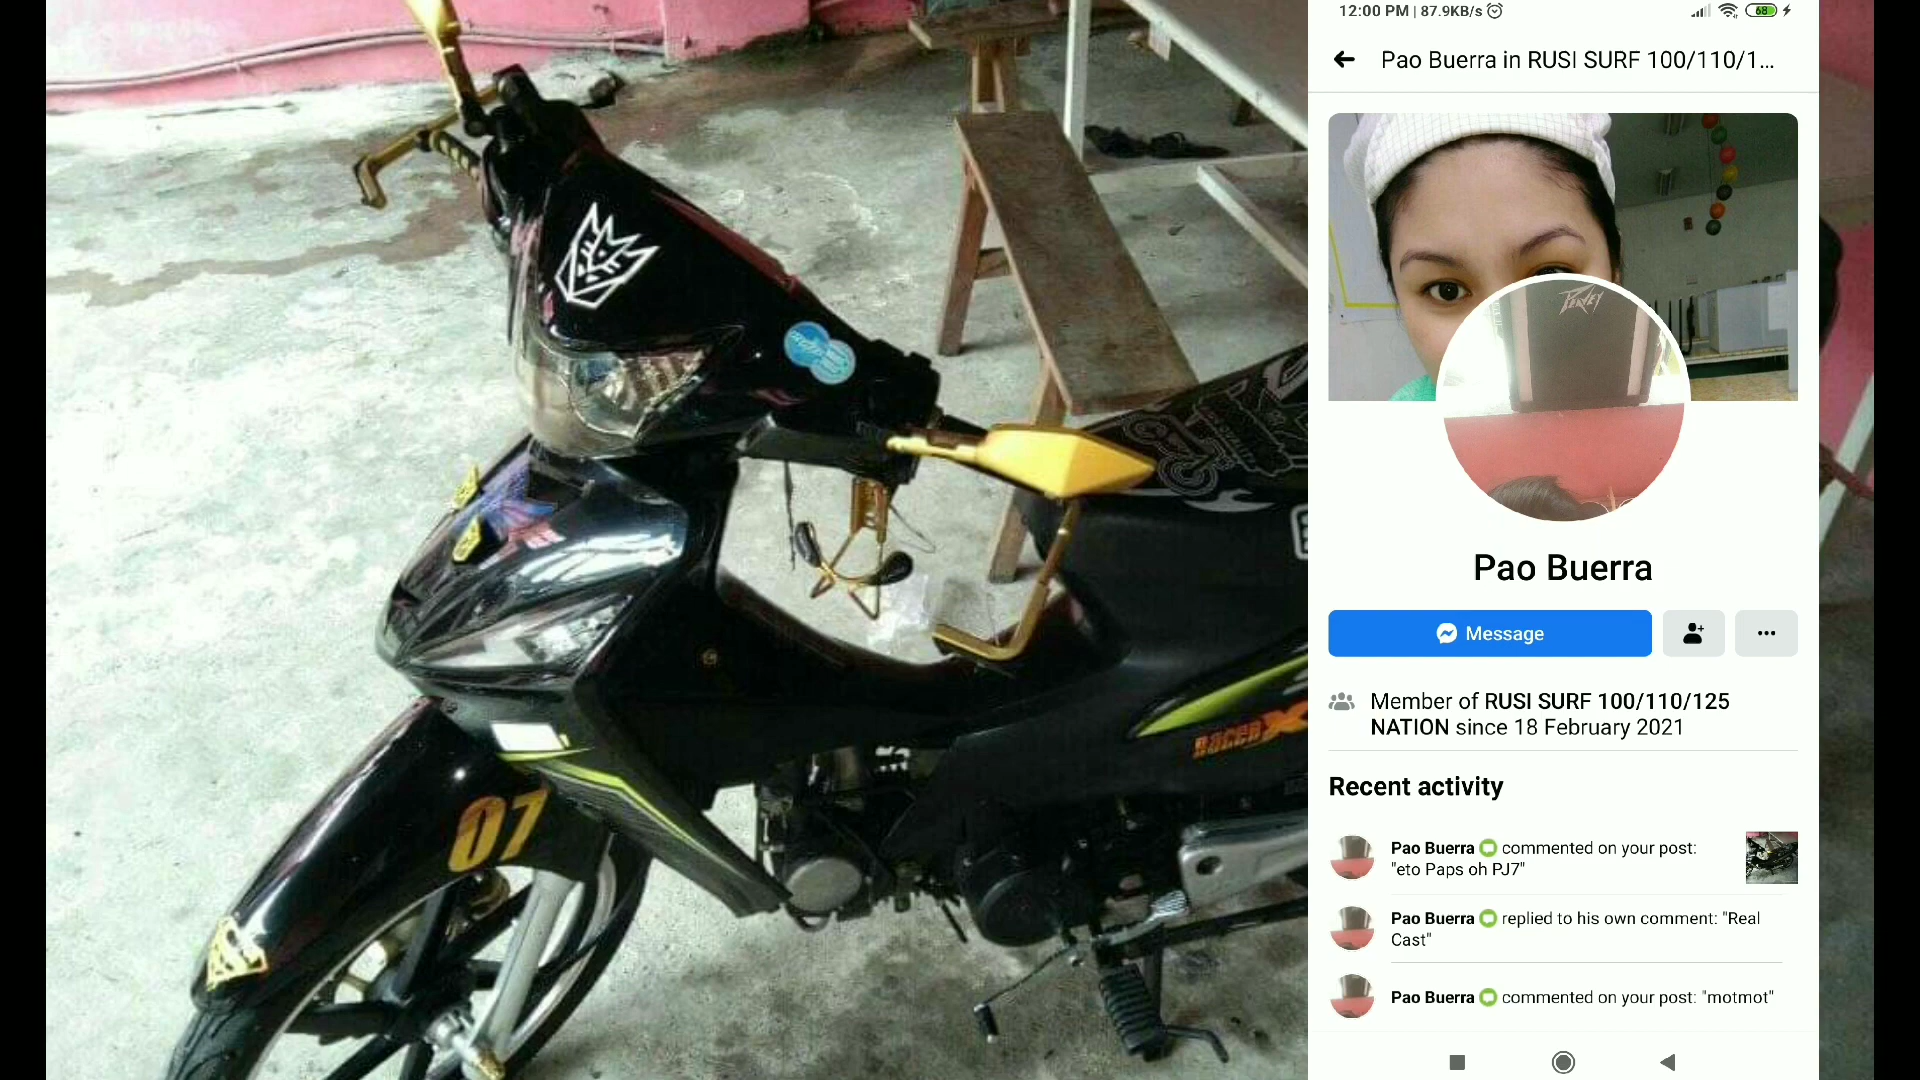 07
RACER X
12:00 PM | 87.9KB/s
68
Pao Buerra in RUSI SURF 100/110/1...
PEAVEY
Pao Buerra
Message
Member of RUSI SURF 100/110/125
NATION since 18 February 2021
Recent activity
Pao Buerra commented on your post:
"eto Paps oh PJ7"
Pao Buerra replied to his own comment: "Real
Cast"
Pao Buerra commented on your post: "motmot"